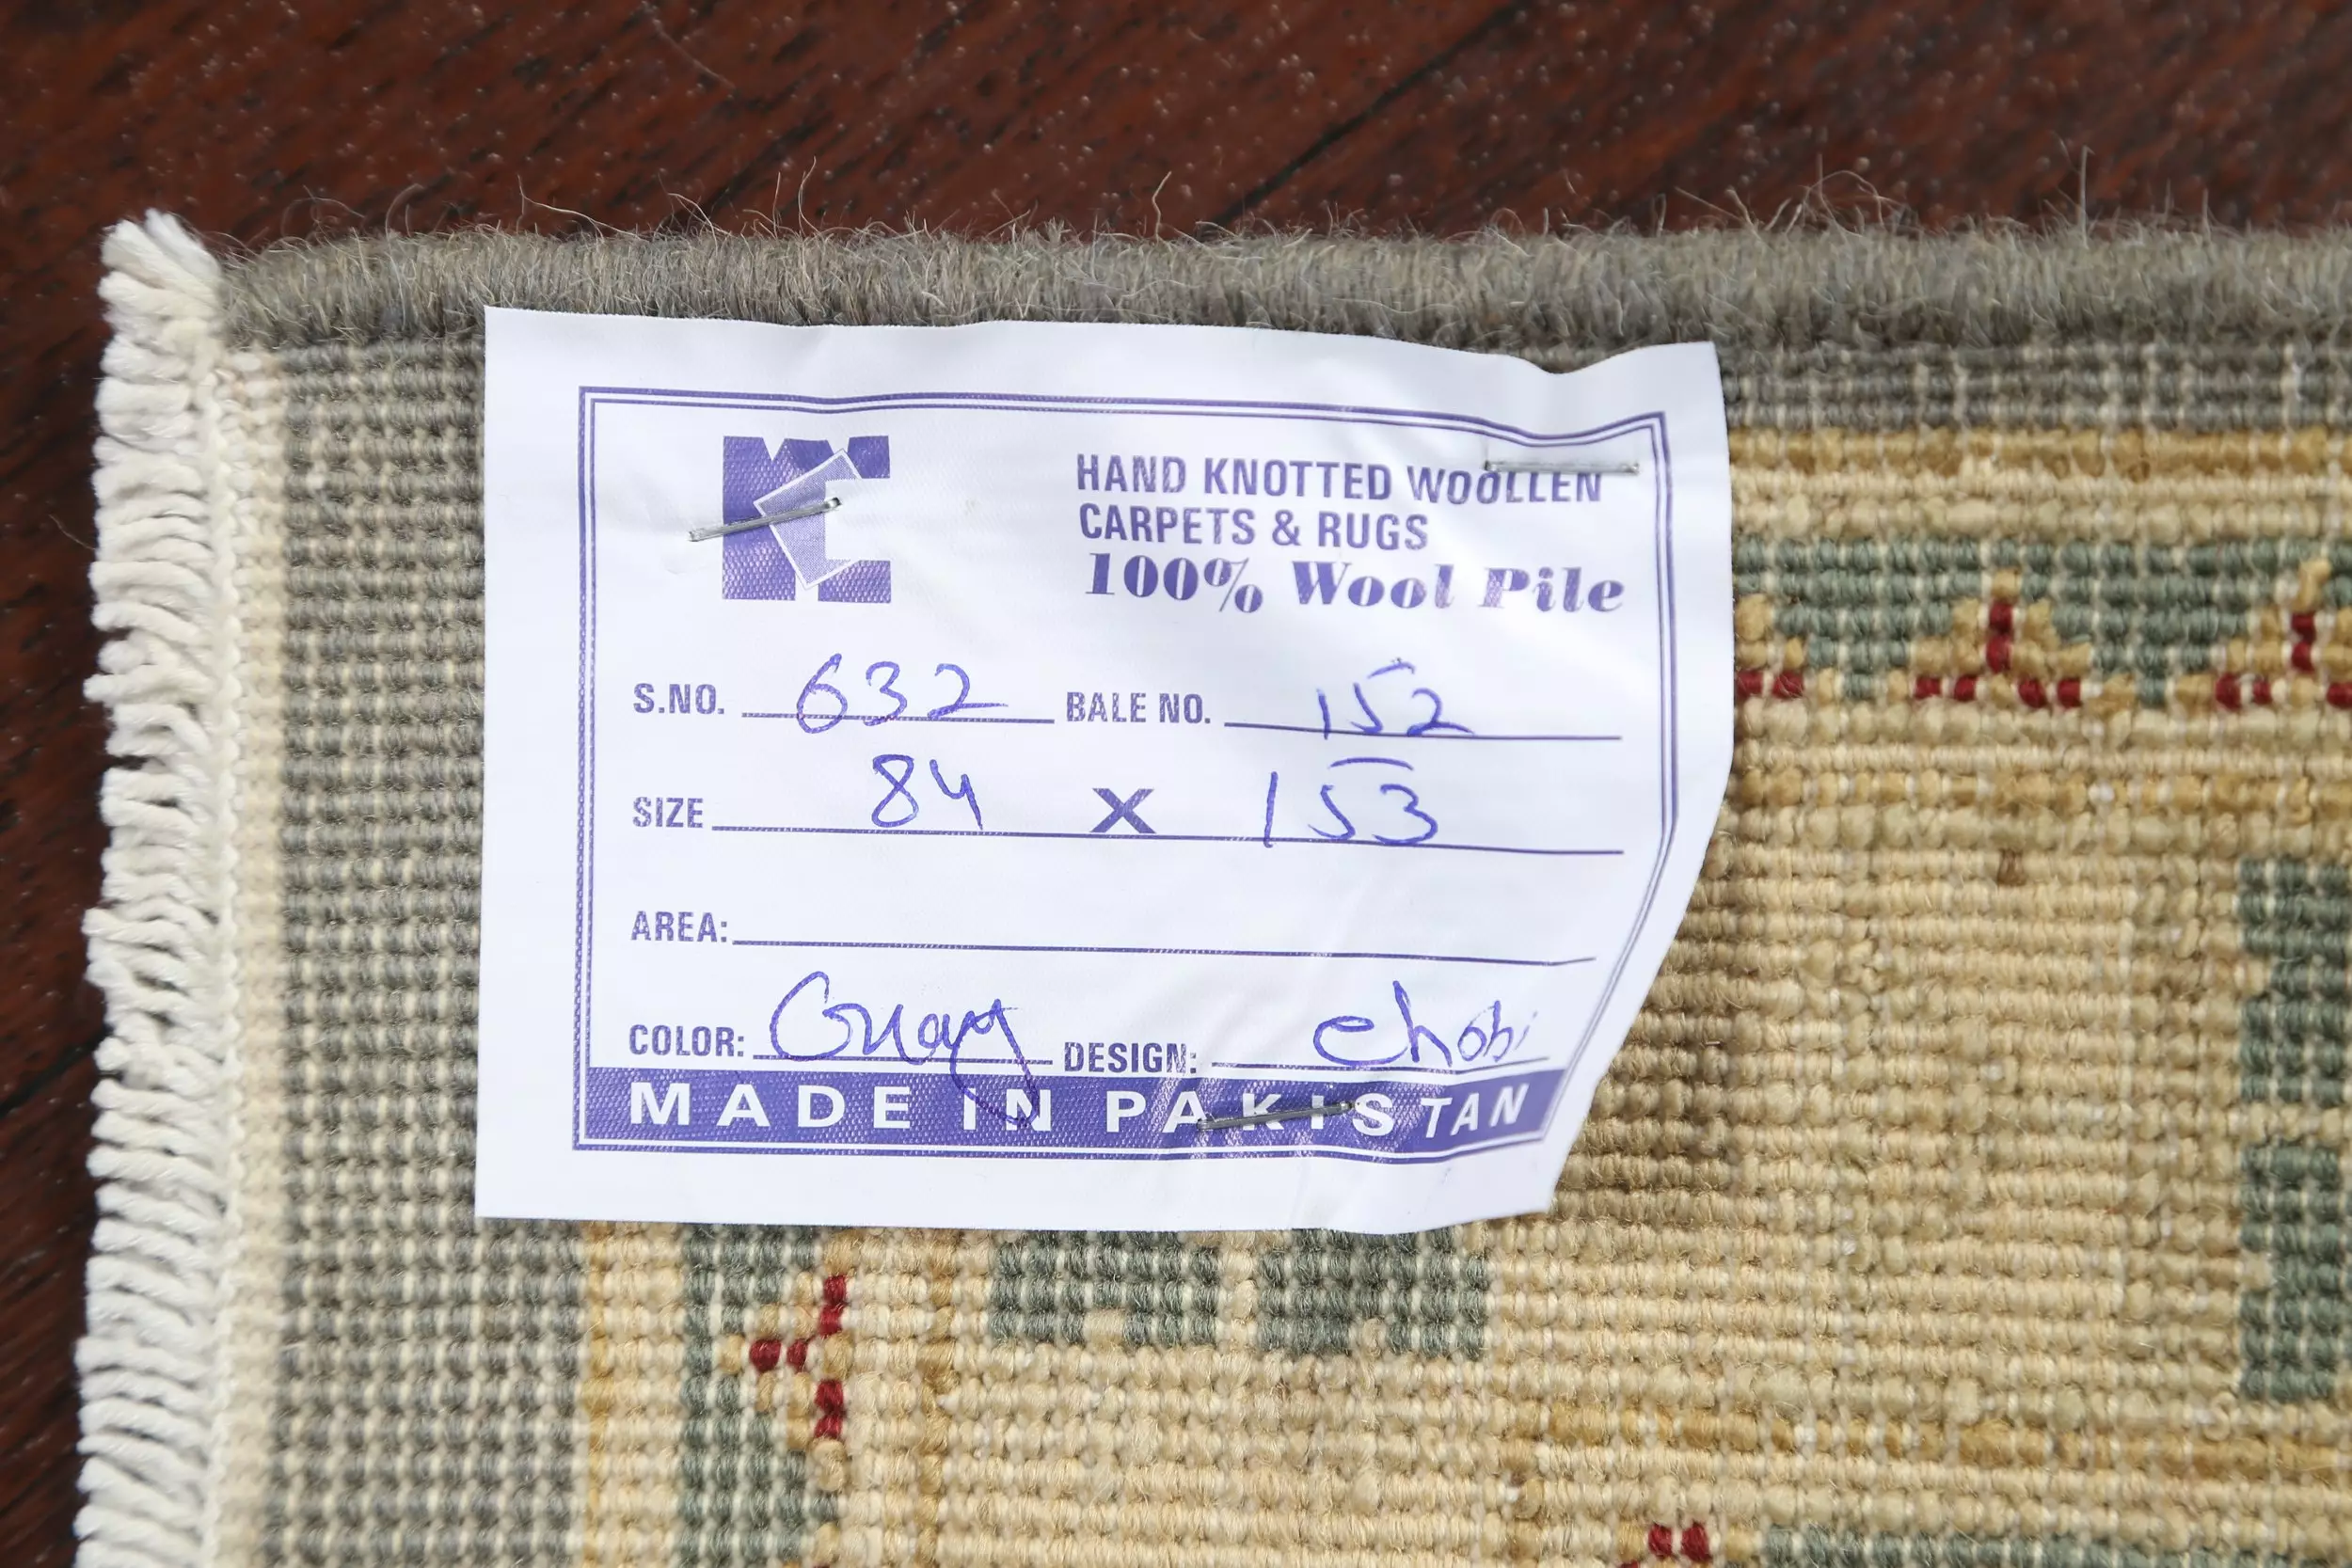 HAND KNOTTED WOOLLEN
CARPETS & RUGS
100% Wool Pile
S.NO. 632 BALE NO. 152
SIZE 84 X 153
AREA:
COLOR: Gray DESIGN: chobi
MADE IN PAKISTAN